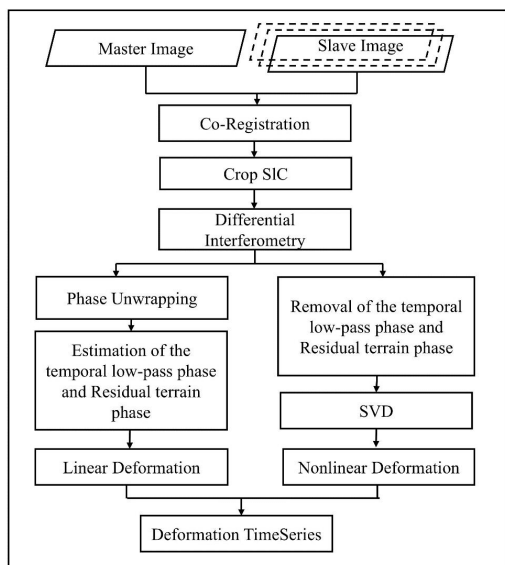 Master Image
Slave Image
Co-Registration
Crop SlC
Differential
Interferometry
Phase Unwrapping
Estimation of the
temporal low-pass phase
and Residual terrain
phase
Linear Deformation
Removal of the temporal
low-pass phase and
Residual terrain phase
SVD
Nonlinear Deformation
Deformation TimeSeries